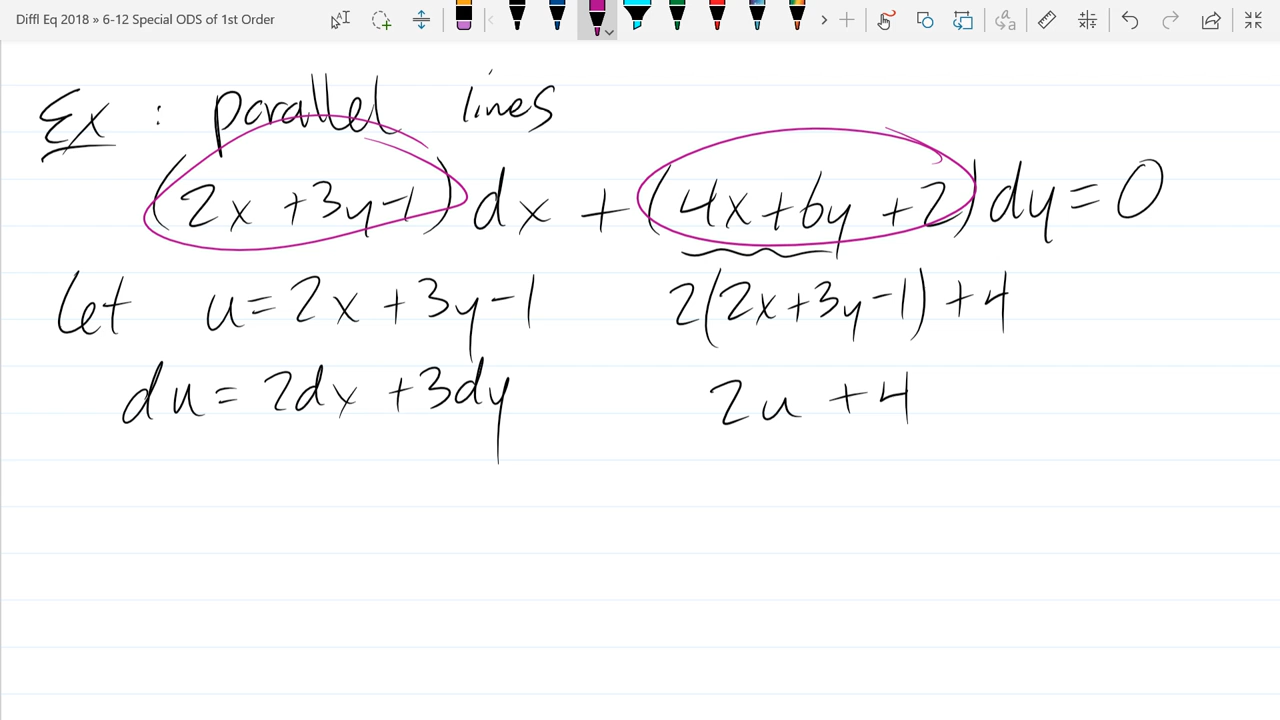 Diffl Eq 2018 » 6-12 Special ODS of 1st Order
Ex : parallel lines
(2x +3y-1) dx + (4x+6y +2) dy = 0
Let u = 2x +3y-1 2(2x+3y-1) +4
du = 2dx +3dy 2u +4